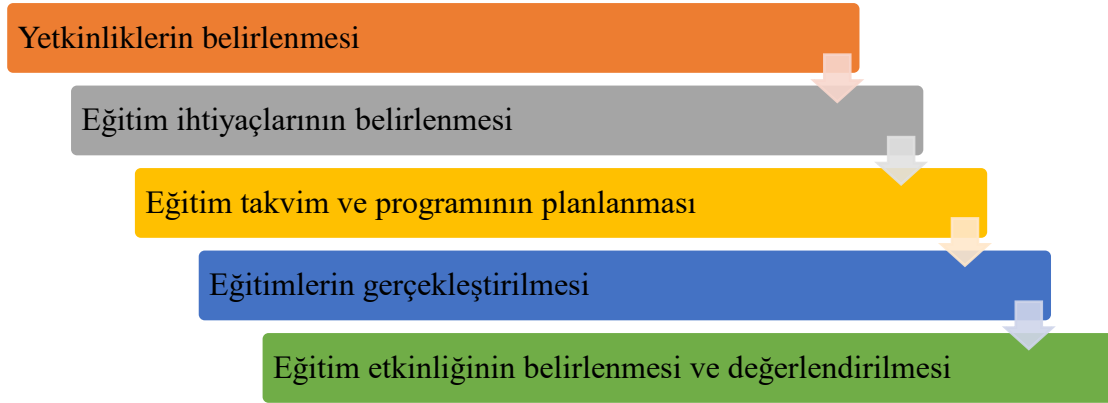 Yetkinliklerin belirlenmesi
Eğitim ihtiyaçlarının belirlenmesi
Eğitim takvim ve programının planlanması
Eğitimlerin gerçekleştirilmesi
Eğitim etkinliğinin belirlenmesi ve değerlendirilmesi